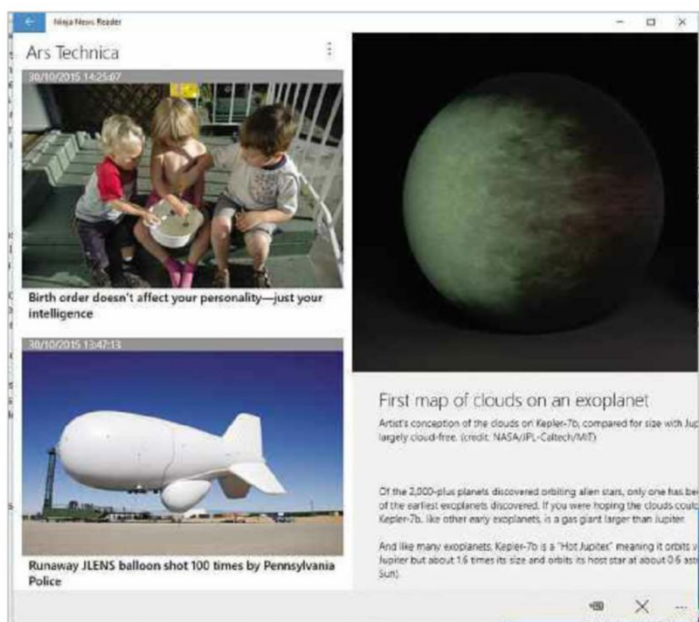 Ninja News Reader
Ars Technica
30/10/2015 14:25:07
Birth order doesn't affect your personality—just your
intelligence
30/10/2015 13:47:13
Runaway JLENS balloon shot 100 times by Pennsylvania
Police
First map of clouds on an exoplanet
Artist's conception of the clouds on Kepler-7b, compared for size with
largely cloud-free. (credit: NASA/JPL-Caltech/MIT)
Of the 2,000-plus planets discovered orbiting alien stars, only one has
of the earliest exoplanets discovered. If you were hoping the clouds
Kepler-7b, like other early exoplanets, is a gas giant larger than Jupiter.
And like many exoplanets, Kepler-7b is a "Hot Jupiter," meaning it orbits
Jupiter but about 1.6 times its size and orbits its host star at about 0.6
Sun).